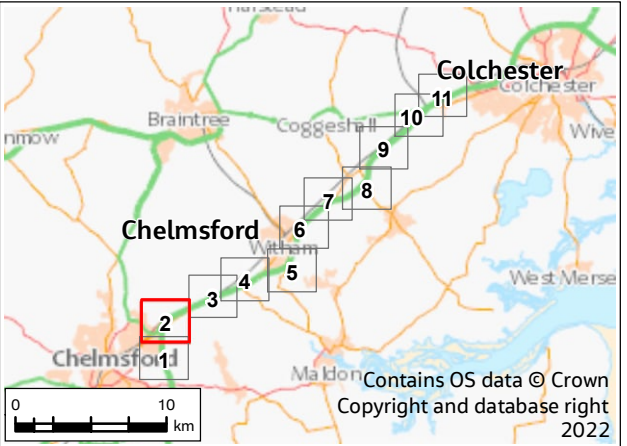 Halstead
Colchester
Colchester
11
10
Braintree
Coggeshall
nmow
9
Wive
8
7
Chelmsford
6
Witham
5
West Merse
4
3
2
Chelmsford
1
Maldon
Contains OS data © Crown
Copyright and database right
2022
0 10
km